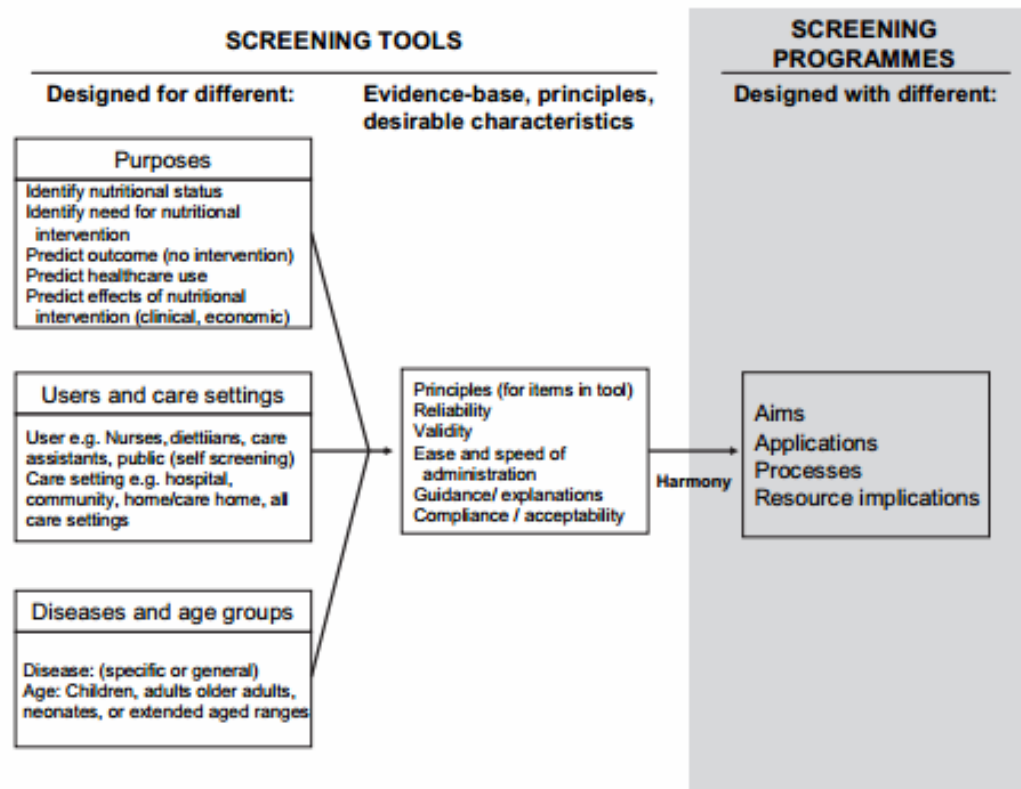 SCREENING TOOLS
Designed for different:
Evidence-base, principles,
desirable characteristics
Purposes
Identify nutritional status
Identify need for nutritional
intervention
Predict outcome (no intervention)
Predict healthcare use
Predict effects of nutritional
intervention (clinical, economic)
Users and care settings
User e.g. Nurses, diettiians, care
assistants, public (self screening)
Care setting e.g. hospital,
community, home/care home, all
care settings
Diseases and age groups
Disease: (specific or general)
Age: Children, adults older adults,
neonates, or extended aged ranges
Principles (for items in tool)
Reliability
Validity
Ease and speed of
administration
Guidance/ explanations
Compliance / acceptability
Harmony
SCREENING
PROGRAMMES
Designed with different:
Aims
Applications
Processes
Resource implications